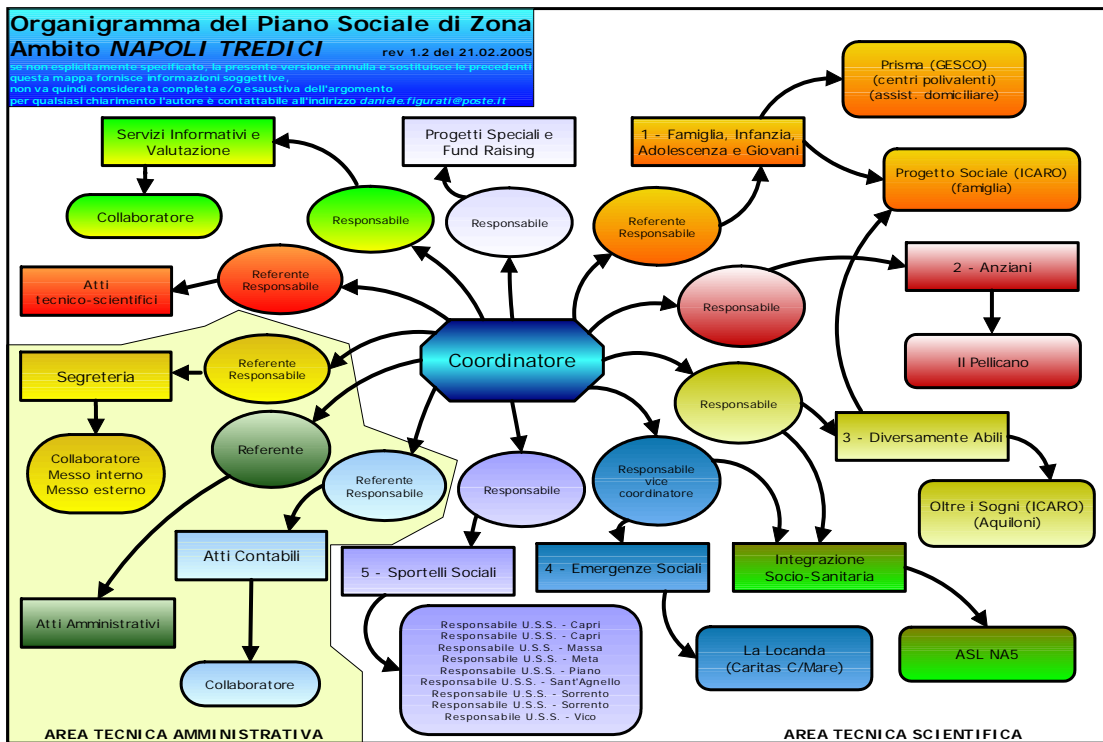 Organigramma del Piano Sociale di Zona
Ambito NAPOLI TREDICI rev 1.2 del 21.02.2005
se non esplicitamente specificato, la presente versione annulla e sostituisce le precedenti
questa mappa fornisce informazioni soggettive,
non va quindi considerata completa e/o esaustiva dell'argomento
per qualsiasi chiarimento l'autore è contattabile all'indirizzo daniele.figurati@poste.it
Prisma (GESCO)
(centri polivalenti)
(assist. domiciliare)
Servizi Informativi e
Valutazione
Progetti Speciali e
Fund Raising
1 - Famiglia, Infanzia,
Adolescenza e Giovani
Progetto Sociale (ICARO)
(famiglia)
Collaboratore
Responsabile
Responsabile
Referente
Responsabile
Atti
tecnico-scientifici
Referente
Responsabile
Responsabile
2 - Anziani
Segreteria
Referente
Responsabile
Coordinatore
Il Pellicano
Responsabile
3 - Diversamente Abili
Collaboratore
Messo interno
Messo esterno
Referente
Referente
Responsabile
Responsabile
Responsabile
vice
coordinatore
Oltre i Sogni (ICARO)
(Aquiloni)
Atti Contabili
5 - Sportelli Sociali
4 - Emergenze Sociali
Integrazione
Socio-Sanitaria
Atti Amministrativi
Responsabile U.S.S. - Capri
Responsabile U.S.S. - Capri
Responsabile U.S.S. - Massa
Responsabile U.S.S. - Meta
Responsabile U.S.S. - Piano
Responsabile U.S.S. - Sant'Agnello
Responsabile U.S.S. - Sorrento
Responsabile U.S.S. - Sorrento
Responsabile U.S.S. - Vico
La Locanda
(Caritas C/Mare)
ASL NA5
Collaboratore
AREA TECNICA AMMINISTRATIVA
AREA TECNICA SCIENTIFICA